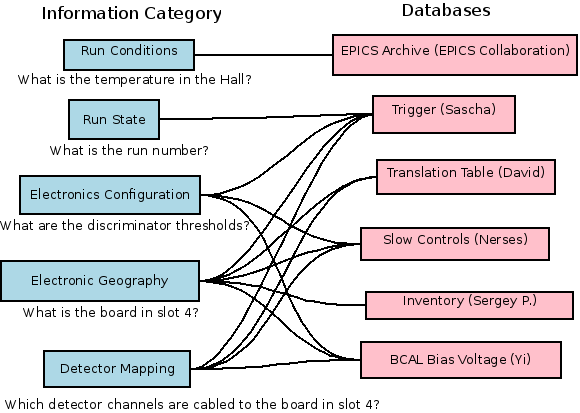 Information Category
Databases
Run Conditions
EPICS Archive (EPICS Collaboration)
What is the temperature in the Hall?
Run State
Trigger (Sascha)
What is the run number?
Electronics Configuration
Translation Table (David)
What are the discriminator thresholds?
Slow Controls (Nerses)
Electronic Geography
Inventory (Sergey P.)
What is the board in slot 4?
Detector Mapping
BCAL Bias Voltage (Yi)
Which detector channels are cabled to the board in slot 4?